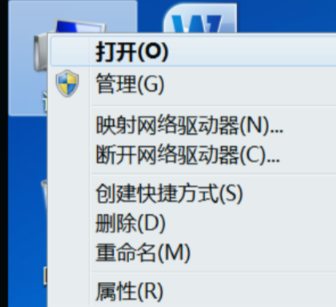 打开(O)
管理(G)
映射网络驱动器(N)...
断开网络驱动器(C)...
创建快捷方式(S)
删除(D)
重命名(M)
属性(R)